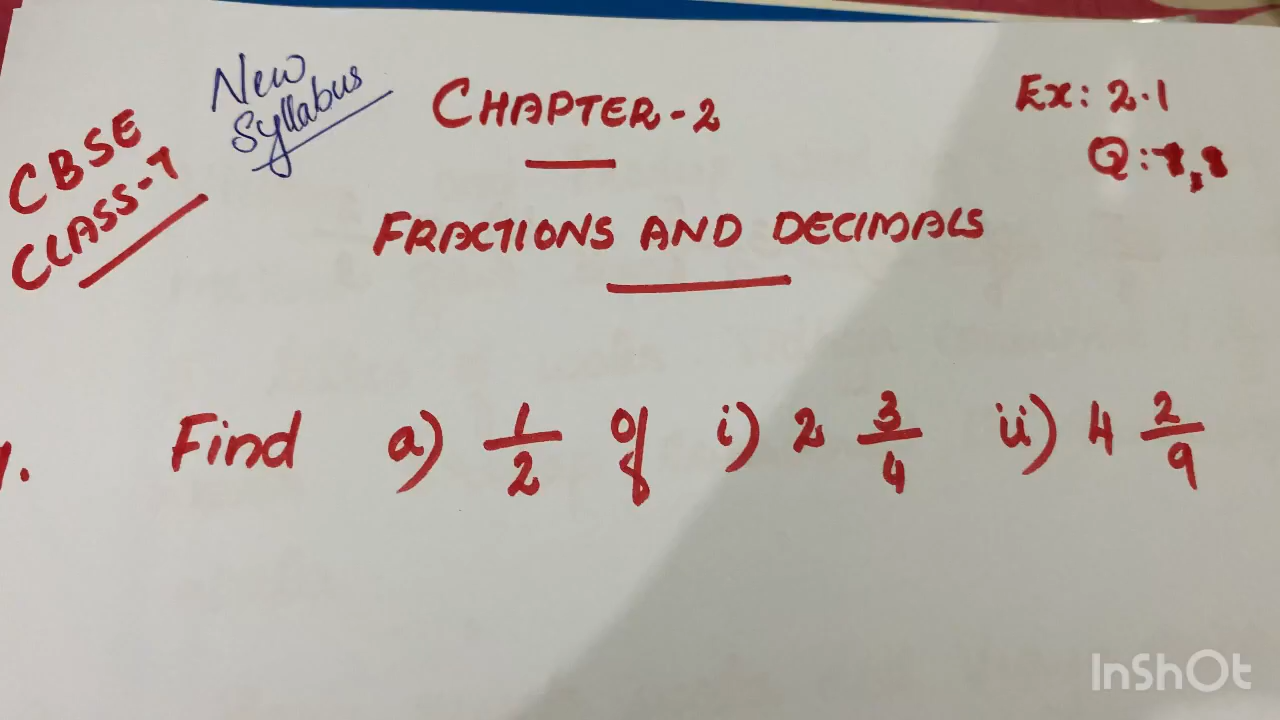 CBSE
CLASS-7
New
Syllabus
CHAPTER-2
Ex: 2.1
Q: 7, 8
FRACTIONS AND DECIMALS
Find a) 1/2 of i) 2 3/4 ii) 4 2/9
InShOt